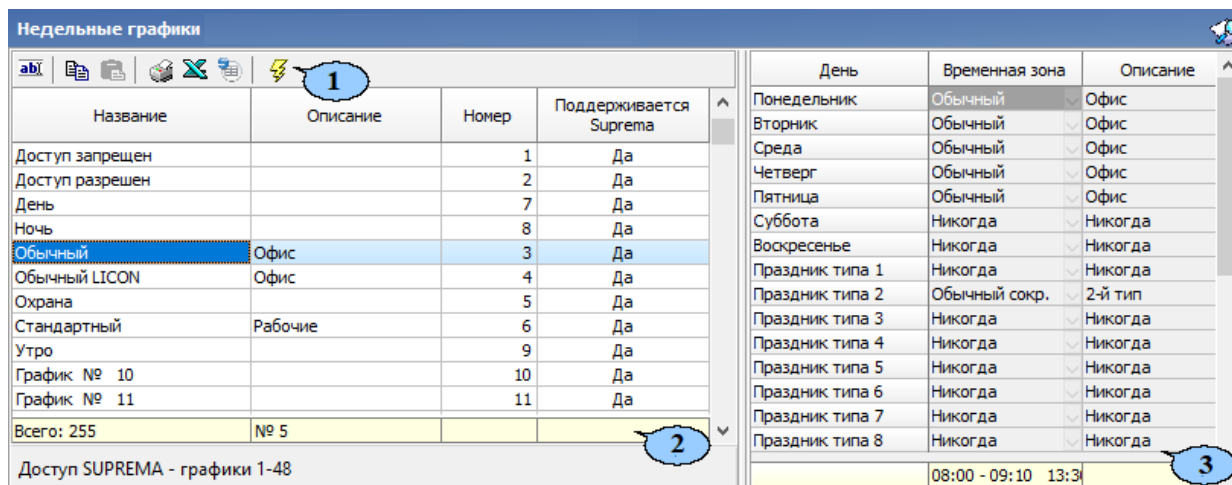 Недельные графики
abI
1
Название Описание Номер Поддерживается Suprema
Доступ запрещен 1 Да
Доступ разрешен 2 Да
День 7 Да
Ночь 8 Да
Обычный Офис 3 Да
Обычный LICON Офис 4 Да
Охрана 5 Да
Стандартный Рабочие 6 Да
Утро 9 Да
График № 10 10 Да
График № 11 11 Да
Всего: 255 № 5
2
Доступ SUPREMA - графики 1-48
День Временная зона Описание
Понедельник Обычный Офис
Вторник Обычный Офис
Среда Обычный Офис
Четверг Обычный Офис
Пятница Обычный Офис
Суббота Никогда Никогда
Воскресенье Никогда Никогда
Праздник типа 1 Никогда Никогда
Праздник типа 2 Обычный сокр. 2-й тип
Праздник типа 3 Никогда Никогда
Праздник типа 4 Никогда Никогда
Праздник типа 5 Никогда Никогда
Праздник типа 6 Никогда Никогда
Праздник типа 7 Никогда Никогда
Праздник типа 8 Никогда Никогда
3
08:00 - 09:10